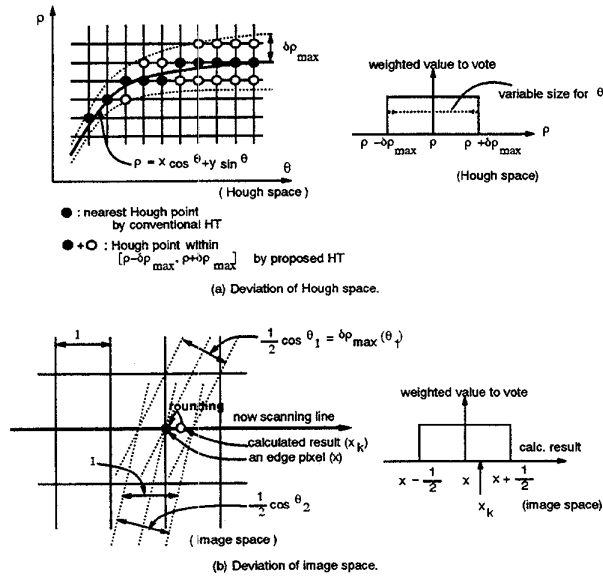 ρ
δρmax
ρ = x cos θ + y sin θ
θ
( Hough space )
weighted value to vote
variable size for θ
ρ
ρ −δρmax ρ ρ +δρmax
(Hough space)
● : nearest Hough point
by conventional HT
●+○ : Hough point within
[ρ−δρmax, ρ+δρmax] by proposed HT
(a) Deviation of Hough space.
1
1/2 cos θ1 = δρmax (θ1)
rounding
now scanning line
calculated result (xk)
an edge pixel (x)
1
1/2 cos θ2
( image space )
weighted value to vote
calc. result
x − 1/2 x x + 1/2
xk
(image space)
(b) Deviation of image space.